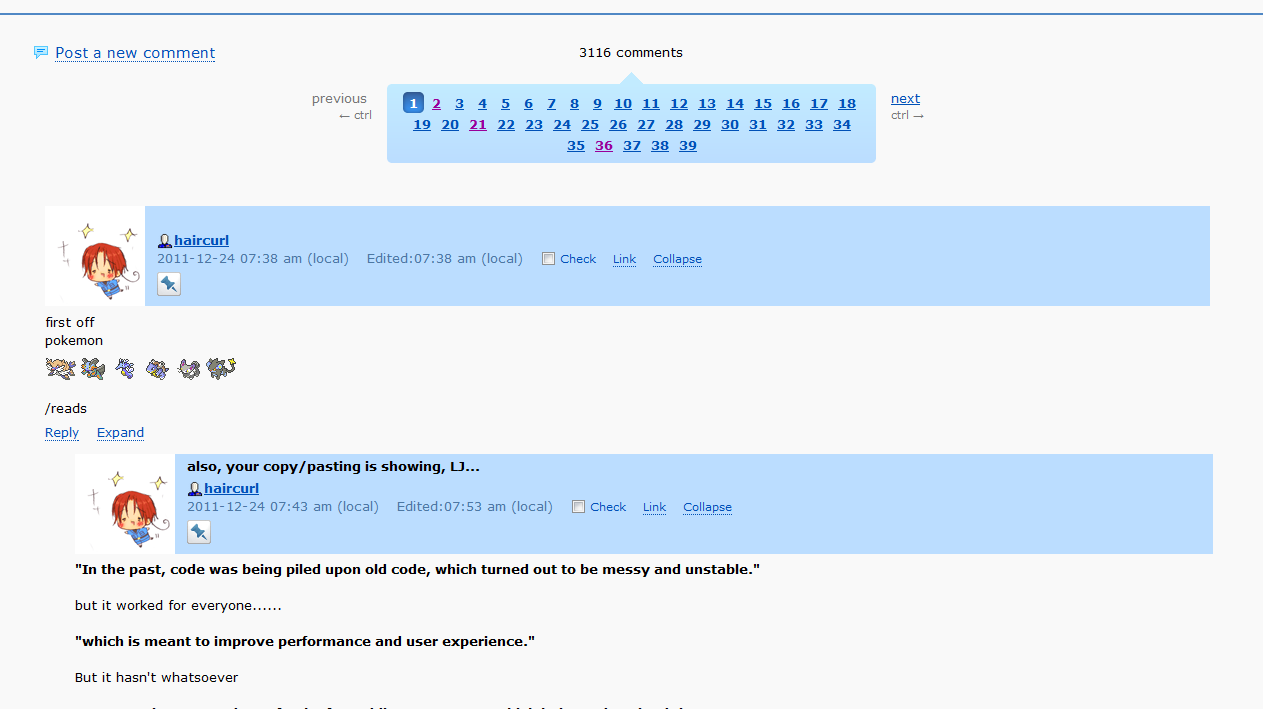 Post a new comment
3116 comments
previous
← ctrl
1 2 3 4 5 6 7 8 9 10 11 12 13 14 15 16 17 18
19 20 21 22 23 24 25 26 27 28 29 30 31 32 33 34
35 36 37 38 39
next
ctrl →
haircurl
2011-12-24 07:38 am (local) Edited:07:38 am (local) Check Link Collapse
first off
pokemon
/reads
Reply Expand
also, your copy/pasting is showing, LJ...
haircurl
2011-12-24 07:43 am (local) Edited:07:53 am (local) Check Link Collapse
"In the past, code was being piled upon old code, which turned out to be messy and unstable."
but it worked for everyone......
"which is meant to improve performance and user experience."
But it hasn't whatsoever